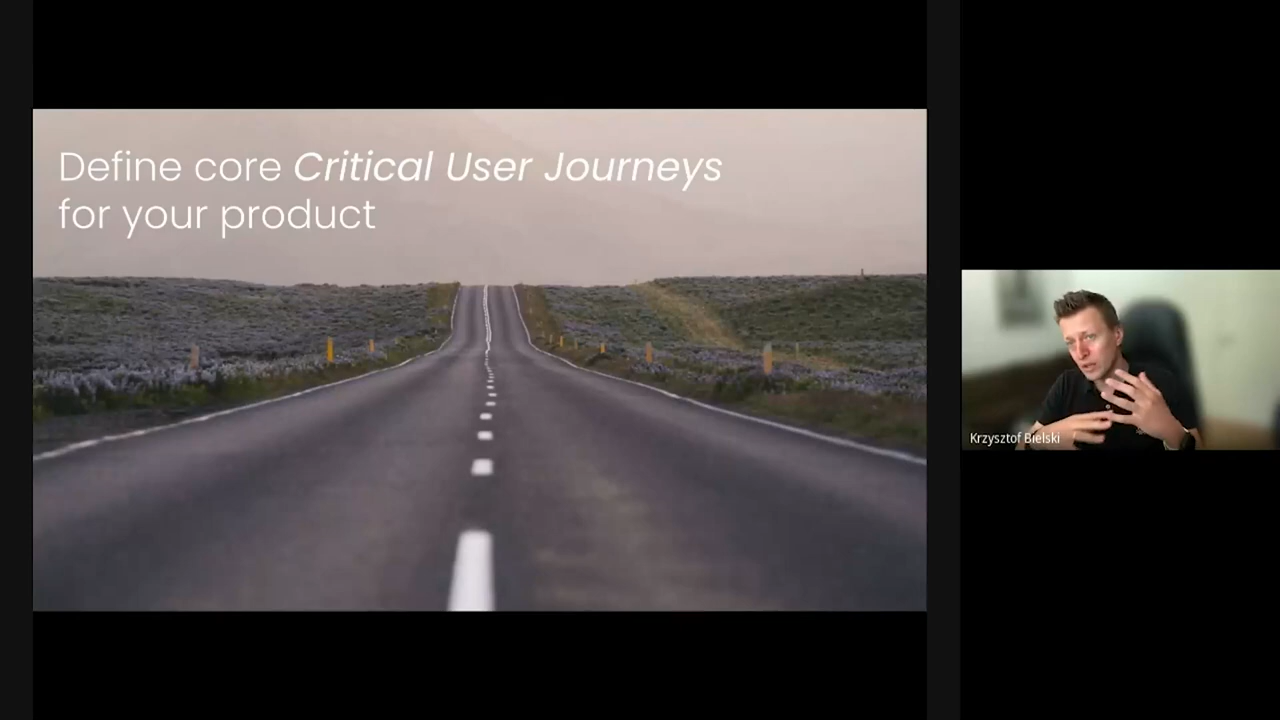 Define core Critical User Journeys
for your product
Krzysztof Bielski